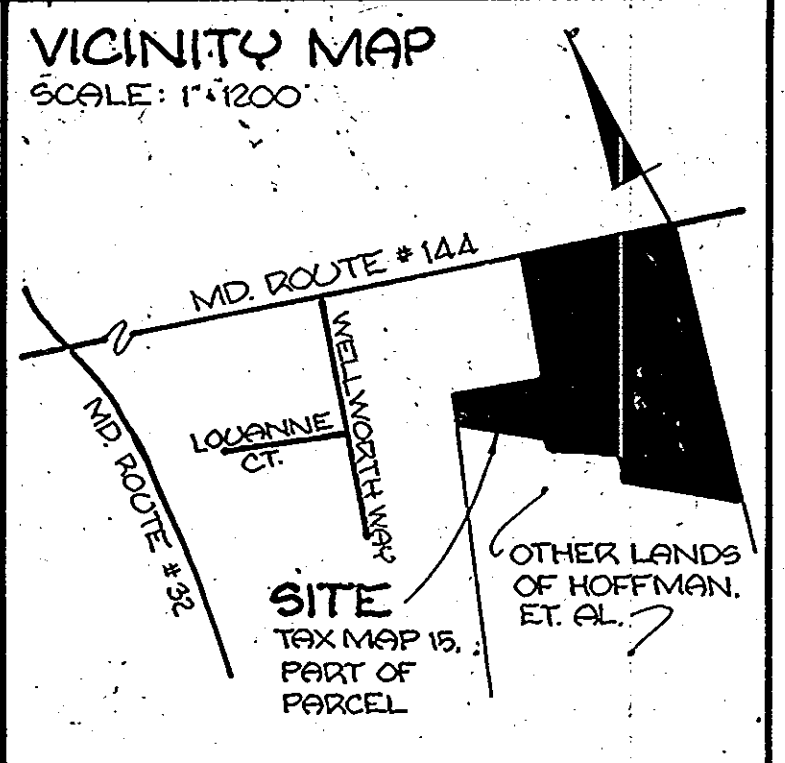 VICINITY MAP
SCALE: 1":1200'
MD. ROUTE #144
WELLWORTH WAY
LOUANNE
CT.
MD. ROUTE #32
SITE
TAX MAP 15,
PART OF
PARCEL
OTHER LANDS
OF HOFFMAN,
ET. AL.